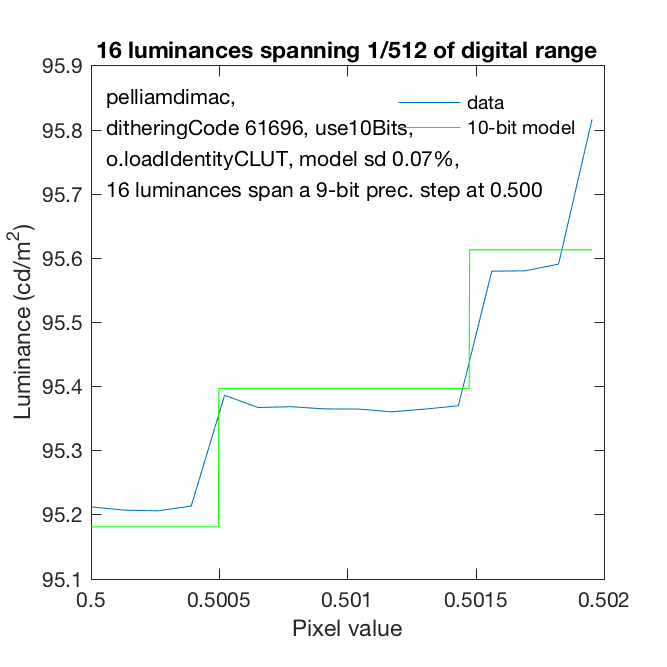 16 luminances spanning 1/512 of digital range
95.9
95.8
95.7
95.6
95.5
95.4
95.3
95.2
95.1
Luminance (cd/m²)
pelliamdimac,
ditheringCode 61696, use10Bits,
o.loadIdentityCLUT, model sd 0.07%,
16 luminances span a 9-bit prec. step at 0.500
data
10-bit model
0.5
0.5005
0.501
0.5015
0.502
Pixel value